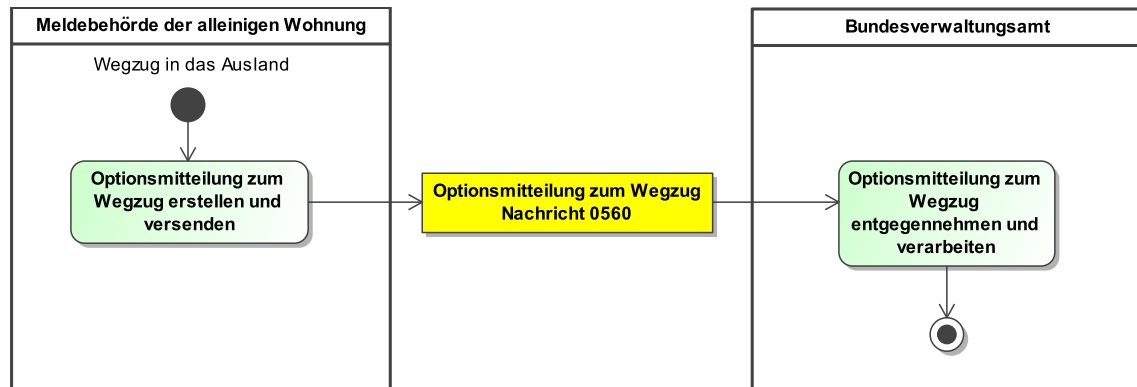 Meldebehörde der alleinigen Wohnung
Bundesverwaltungsamt
Wegzug in das Ausland
Optionsmitteilung zum
Wegzug erstellen und
versenden
Optionsmitteilung zum Wegzug
Nachricht 0560
Optionsmitteilung zum
Wegzug
entgegennehmen und
verarbeiten